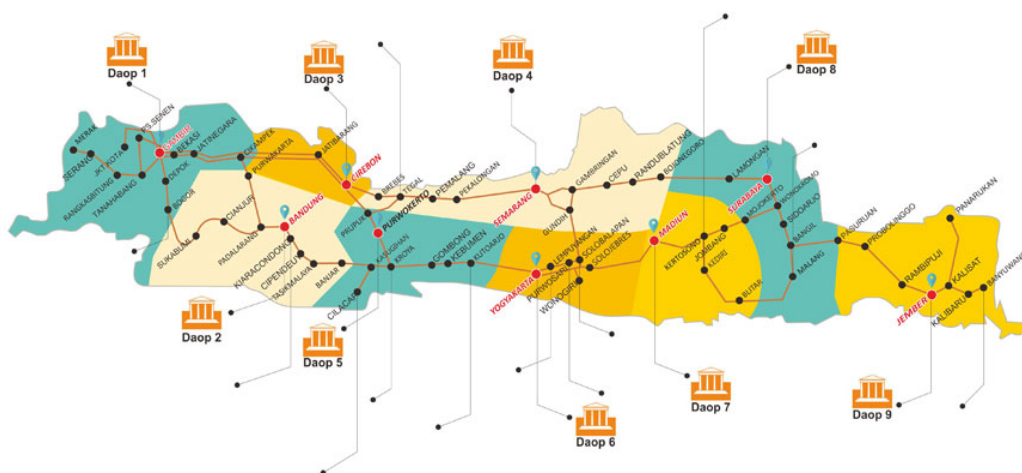 Daop 1
Daop 3
Daop 4
Daop 8
MERAK
SERANG
JKT KOTA
PS.SENEN
GAMBIR
BEKASI
JATINEGARA
CIKAMPEK
PURWAKARTA
JATIBARANG
CIREBON
RANGKASBITUNG
TANAHABANG
DEPOK
BOGOR
SUKABUMI
CIANJUR
PADALARANG
BANDUNG
KIARACONDONG
CIPENDEUY
TASIKMALAYA
BANJAR
BREBES
TEGAL
PEMALANG
PEKALONGAN
PRUPUK
PURWOKERTO
KASUGIHAN
KROYA
CILACAP
GOMBONG
KEBUMEN
KUTOARJO
SEMARANG
GAMBRINGAN
CEPU
RANDUBLATUNG
BOJONEGORO
LAMONGAN
SURABAYA
GUNDIH
YOGYAKARTA
LEMPUYANGAN
PURWOSARI
SOLOBALAPAN
SOLOJEBRES
WONOGIRI
MADIUN
KERTOSONO
JOMBANG
KEDIRI
MOJOKERTO
WONOKROMO
SIDOARJO
BANGIL
MALANG
BLITAR
PASURUAN
PROBOLINGGO
RAMBIPUJI
JEMBER
KALISAT
KALIBARU
PANARUKAN
BANYUWANGI
Daop 2
Daop 5
Daop 6
Daop 7
Daop 9